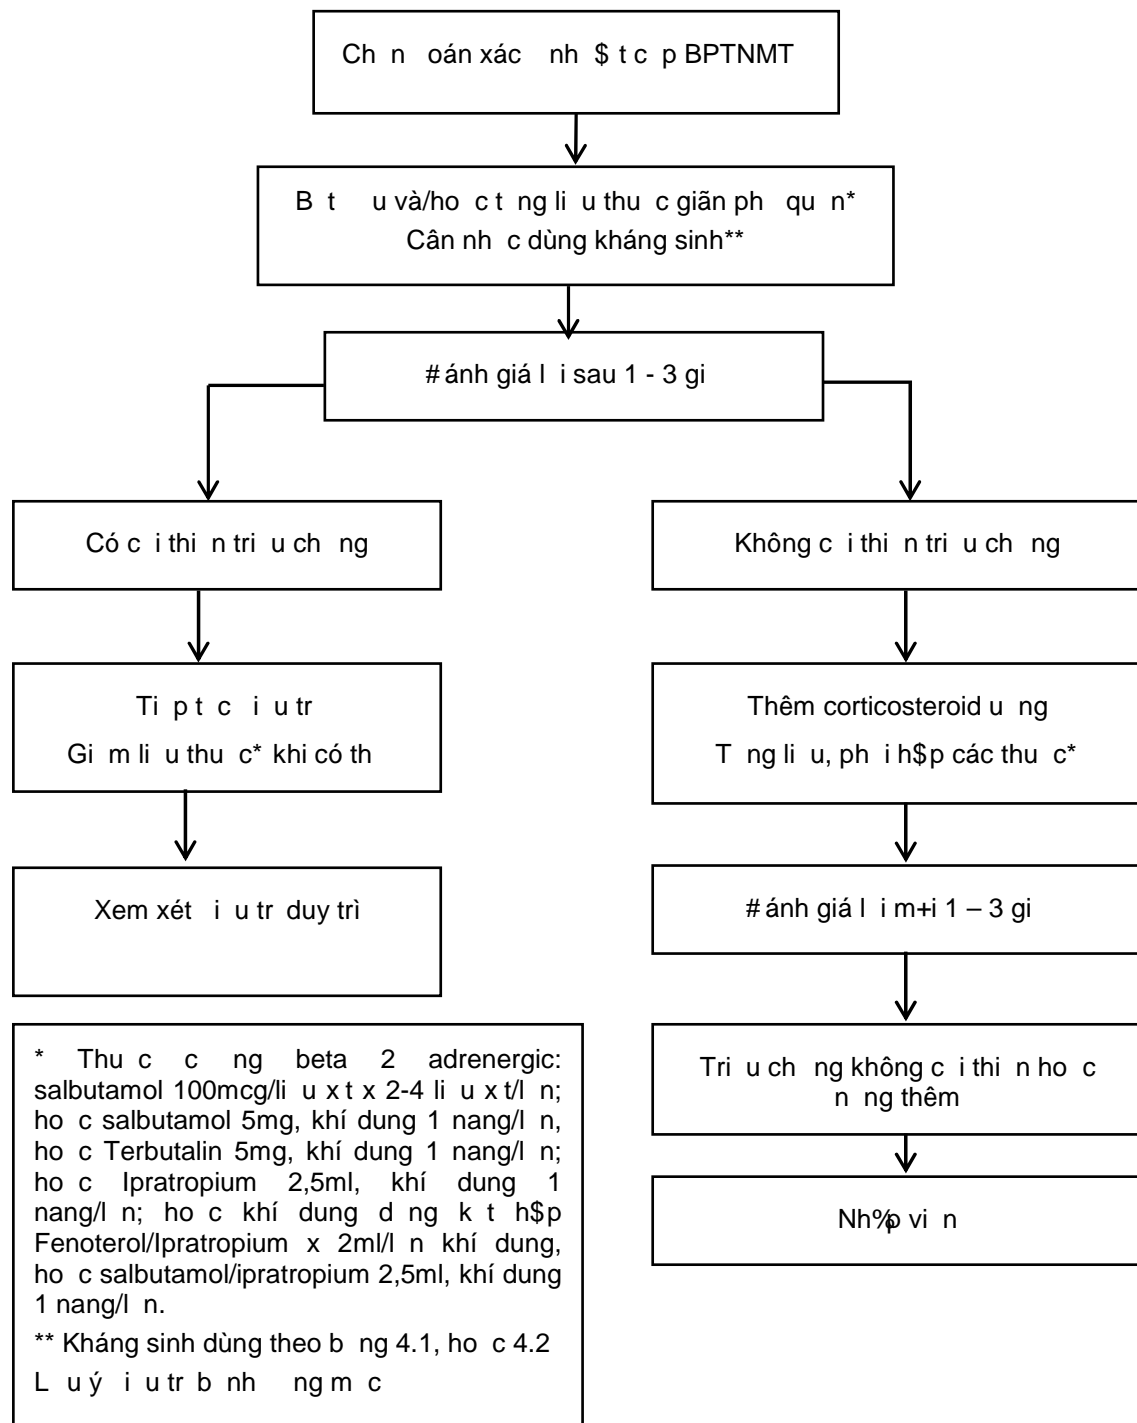 Ch n oán xác nh $ t c p BPTNMT
B t u và/ho c t ng li u thu c giãn ph qu n*
Cân nh c dùng kháng sinh**
# ánh giá l i sau 1 - 3 gi
Có c i thi n tri u ch ng
Không c i thi n tri u ch ng
Ti p t c i u tr
Gi m li u thu c* khi có th
Thêm corticosteroid u ng
T ng li u, ph i h$p các thu c*
Xem xét i u tr duy trì
# ánh giá l i m+i 1 – 3 gi
Tri u ch ng không c i thi n ho c
n ng thêm
Nh%p vi n
* Thu c c ng beta 2 adrenergic:
salbutamol 100mcg/li u x t x 2-4 li u x t/l n;
ho c salbutamol 5mg, khí dung 1 nang/l n,
ho c Terbutalin 5mg, khí dung 1 nang/l n;
ho c Ipratropium 2,5ml, khí dung 1
nang/l n; ho c khí dung d ng k t h$p
Fenoterol/Ipratropium x 2ml/l n khí dung,
ho c salbutamol/ipratropium 2,5ml, khí dung
1 nang/l n.
** Kháng sinh dùng theo b ng 4.1, ho c 4.2
L u ý i u tr b nh ng m c